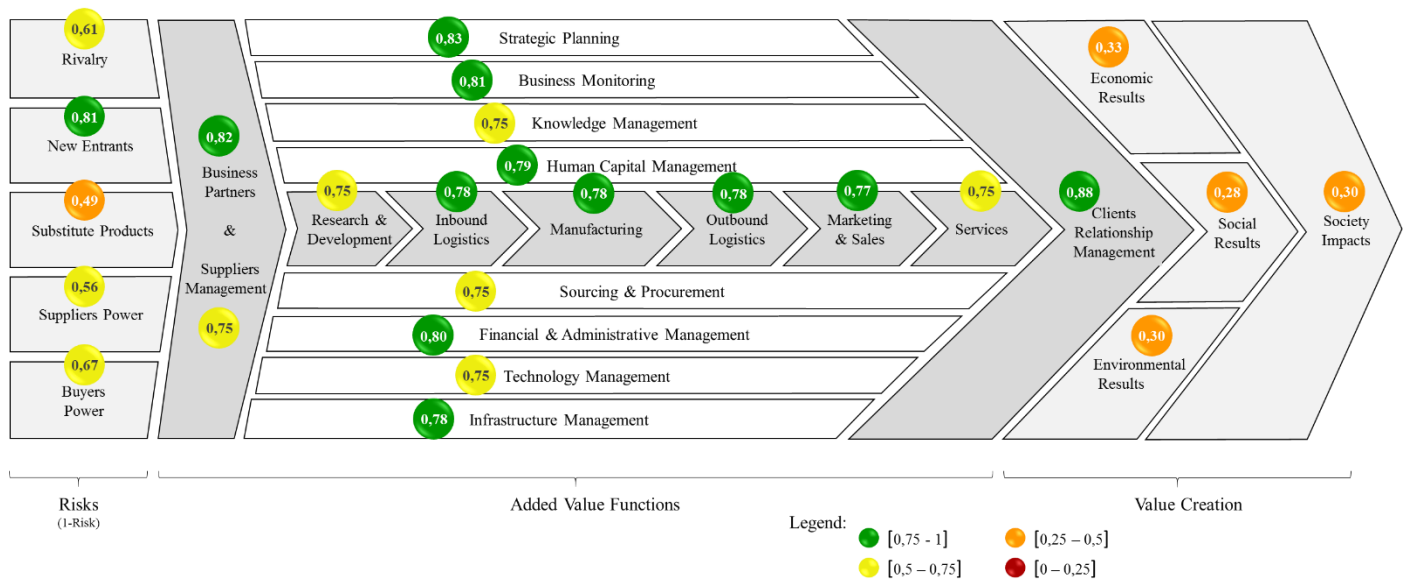 0,61
Rivalry
0,81
New Entrants
0,49
Substitute Products
0,56
Suppliers Power
0,67
Buyers
Power
0,82
Business
Partners
&
Suppliers
Management
0,75
0,83 Strategic Planning
0,81 Business Monitoring
0,75 Knowledge Management
0,79 Human Capital Management
0,75
Research &
Development
0,78
Inbound
Logistics
0,78
Manufacturing
0,78
Outbound
Logistics
0,77
Marketing
& Sales
0,75
Services
0,75 Sourcing & Procurement
0,80 Financial & Administrative Management
0,75 Technology Management
0,78 Infrastructure Management
0,88
Clients
Relationship
Management
0,33
Economic
Results
0,28
Social
Results
0,30
Environmental
Results
0,30
Society
Impacts
Risks
(1-Risk)
Added Value Functions
Value Creation
Legend:
[0,75 - 1]
[0,25 – 0,5]
[0,5 – 0,75]
[0 – 0,25]